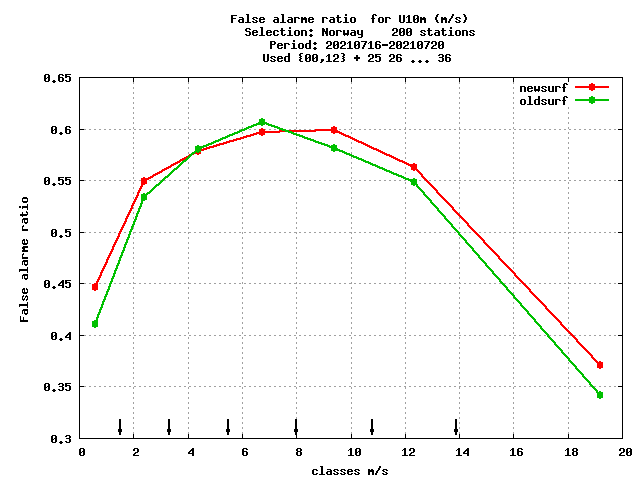 False alarme ratio  for U10m (m/s)
Selection: Norway    200 stations
Period: 20210716-20210720
Used {00,12} + 25 26 ... 36
0.65
0.6
0.55
0.5
0.45
0.4
0.35
0.3
False alarme ratio
newsurf
oldsurf
0 2 4 6 8 10 12 14 16 18 20
classes m/s